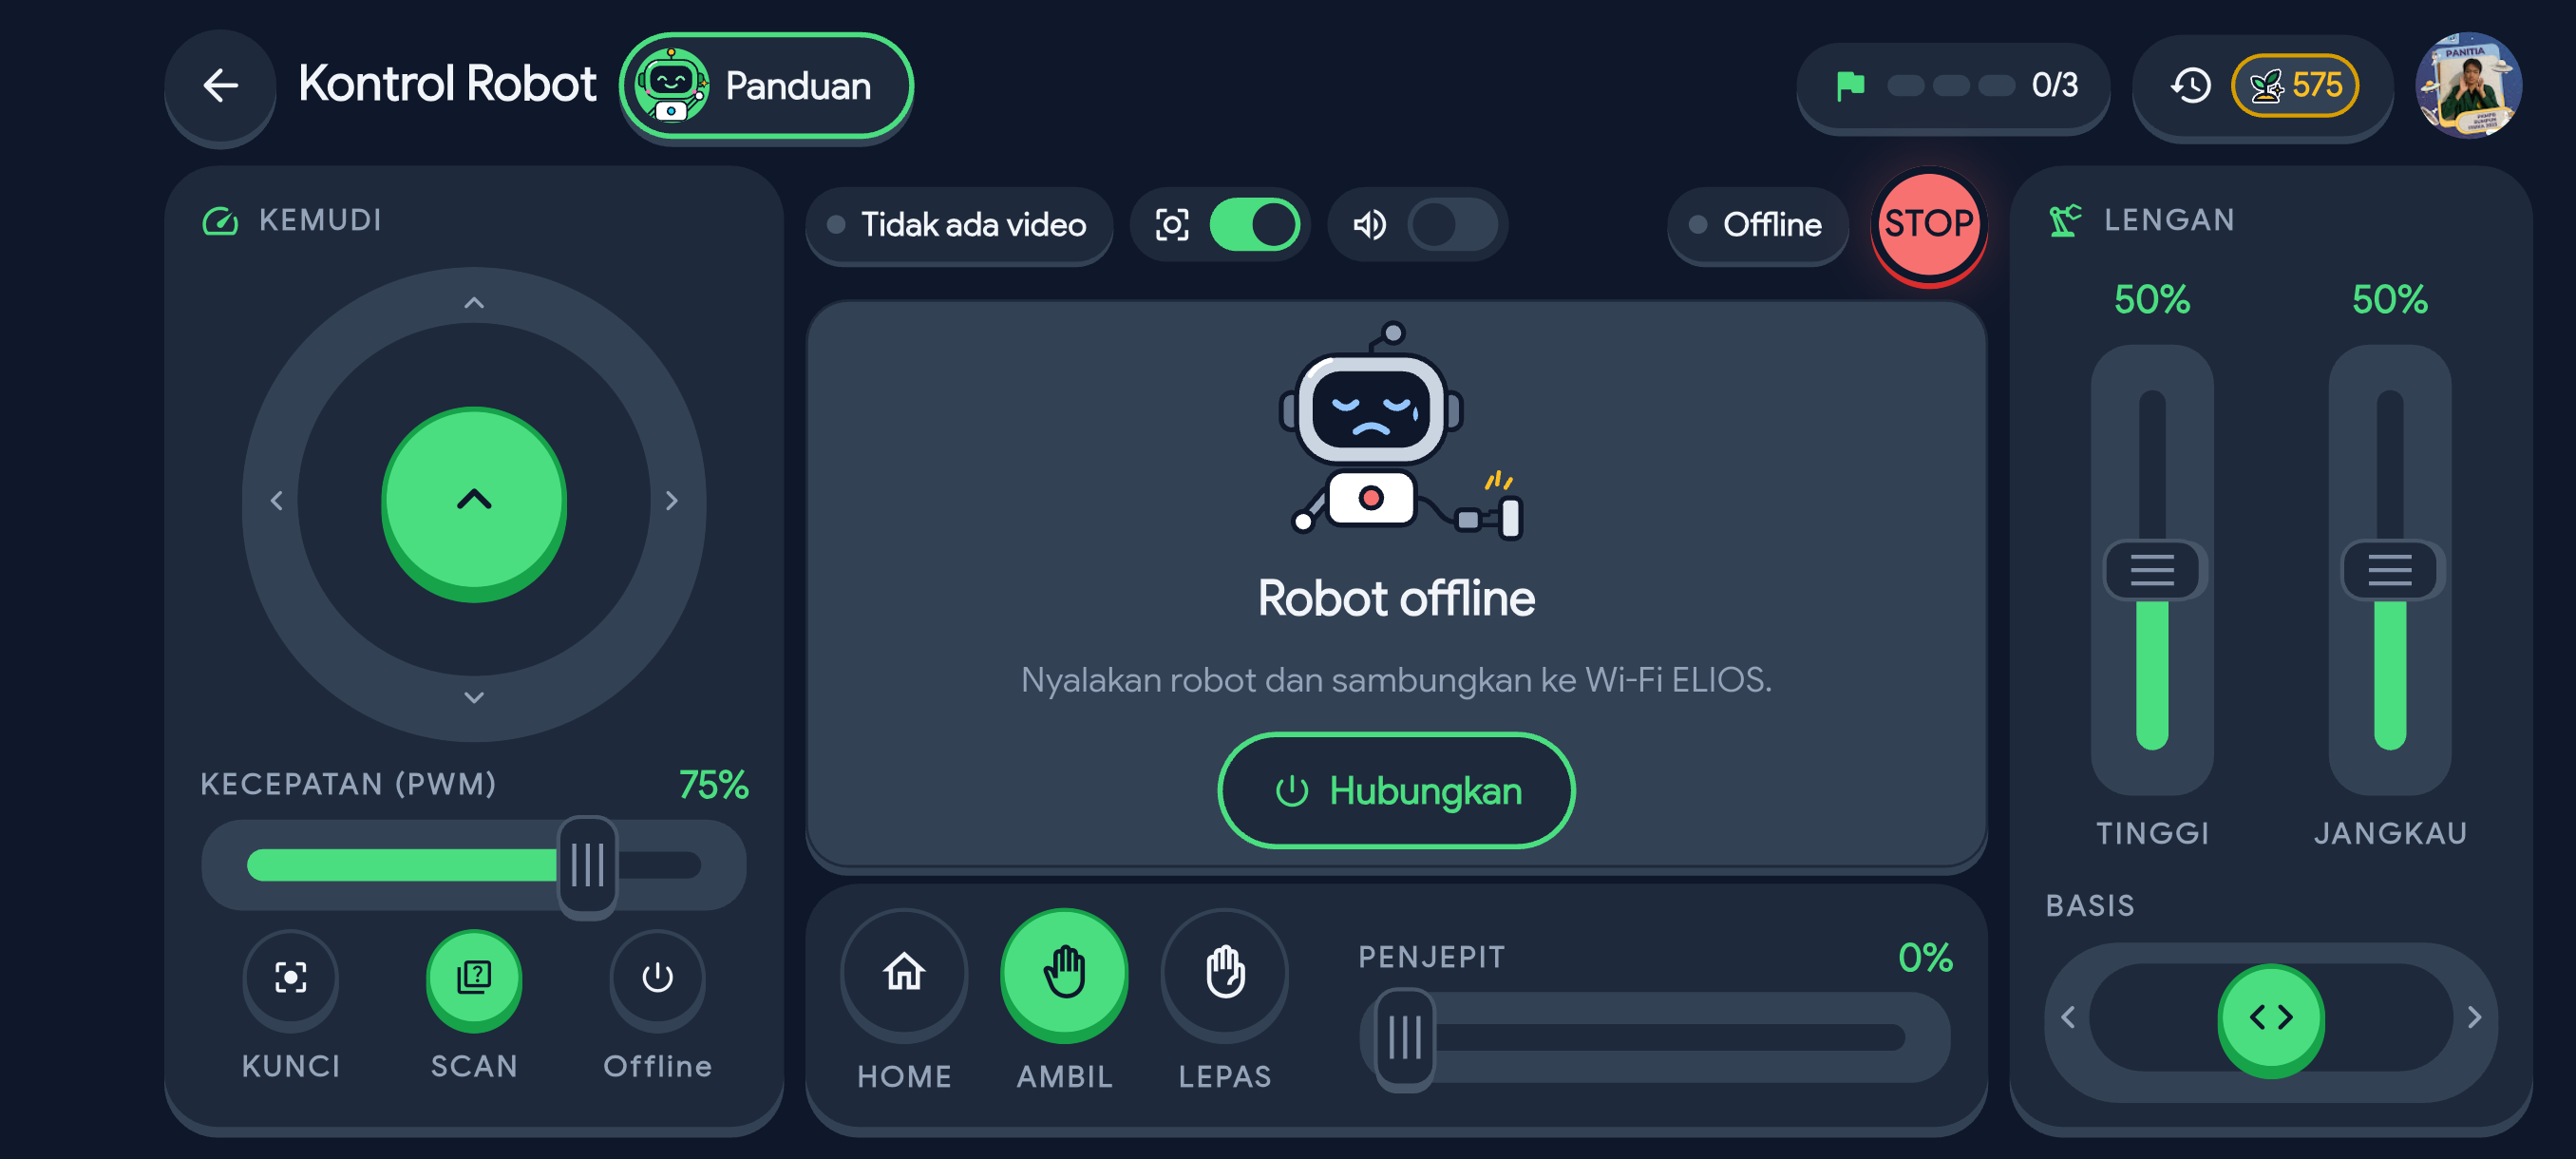 Kontrol Robot
Panduan
0/3
575
PANITIA
KEMUDI
Tidak ada video
Offline
STOP
LENGAN
50%
50%
Robot offline
Nyalakan robot dan sambungkan ke Wi-Fi ELIOS.
Hubungkan
KECEPATAN (PWM)
75%
KUNCI
SCAN
Offline
HOME
AMBIL
LEPAS
PENJEPIT
0%
TINGGI
JANGKAU
BASIS